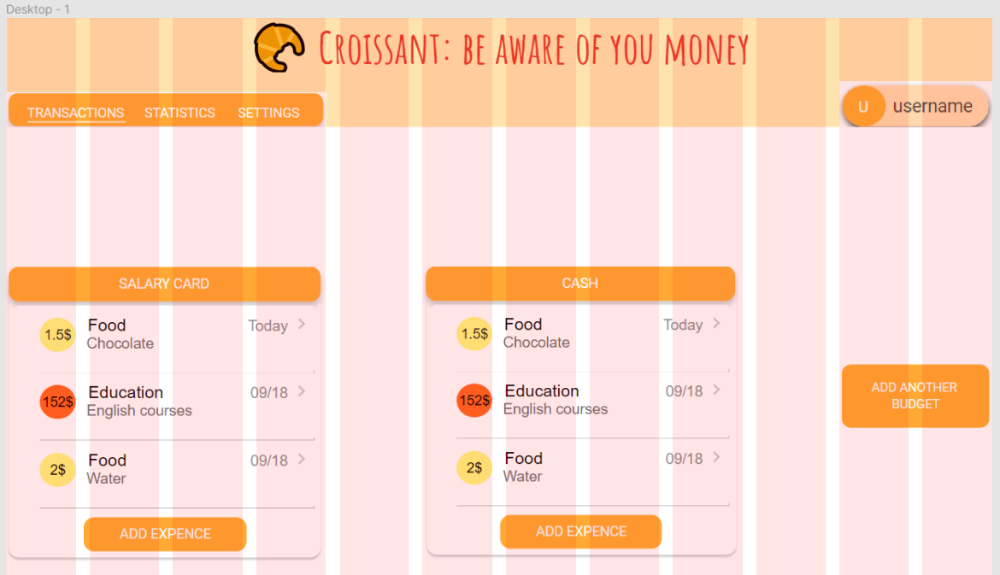 Desktop - 1
Croissant: be aware of you money
TRANSACTIONS STATISTICS SETTINGS
U username
SALARY CARD
1.5$ Food Today
Chocolate
152$ Education 09/18
English courses
2$ Food 09/18
Water
ADD EXPENCE
CASH
1.5$ Food Today
Chocolate
152$ Education 09/18
English courses
2$ Food 09/18
Water
ADD EXPENCE
ADD ANOTHER
BUDGET